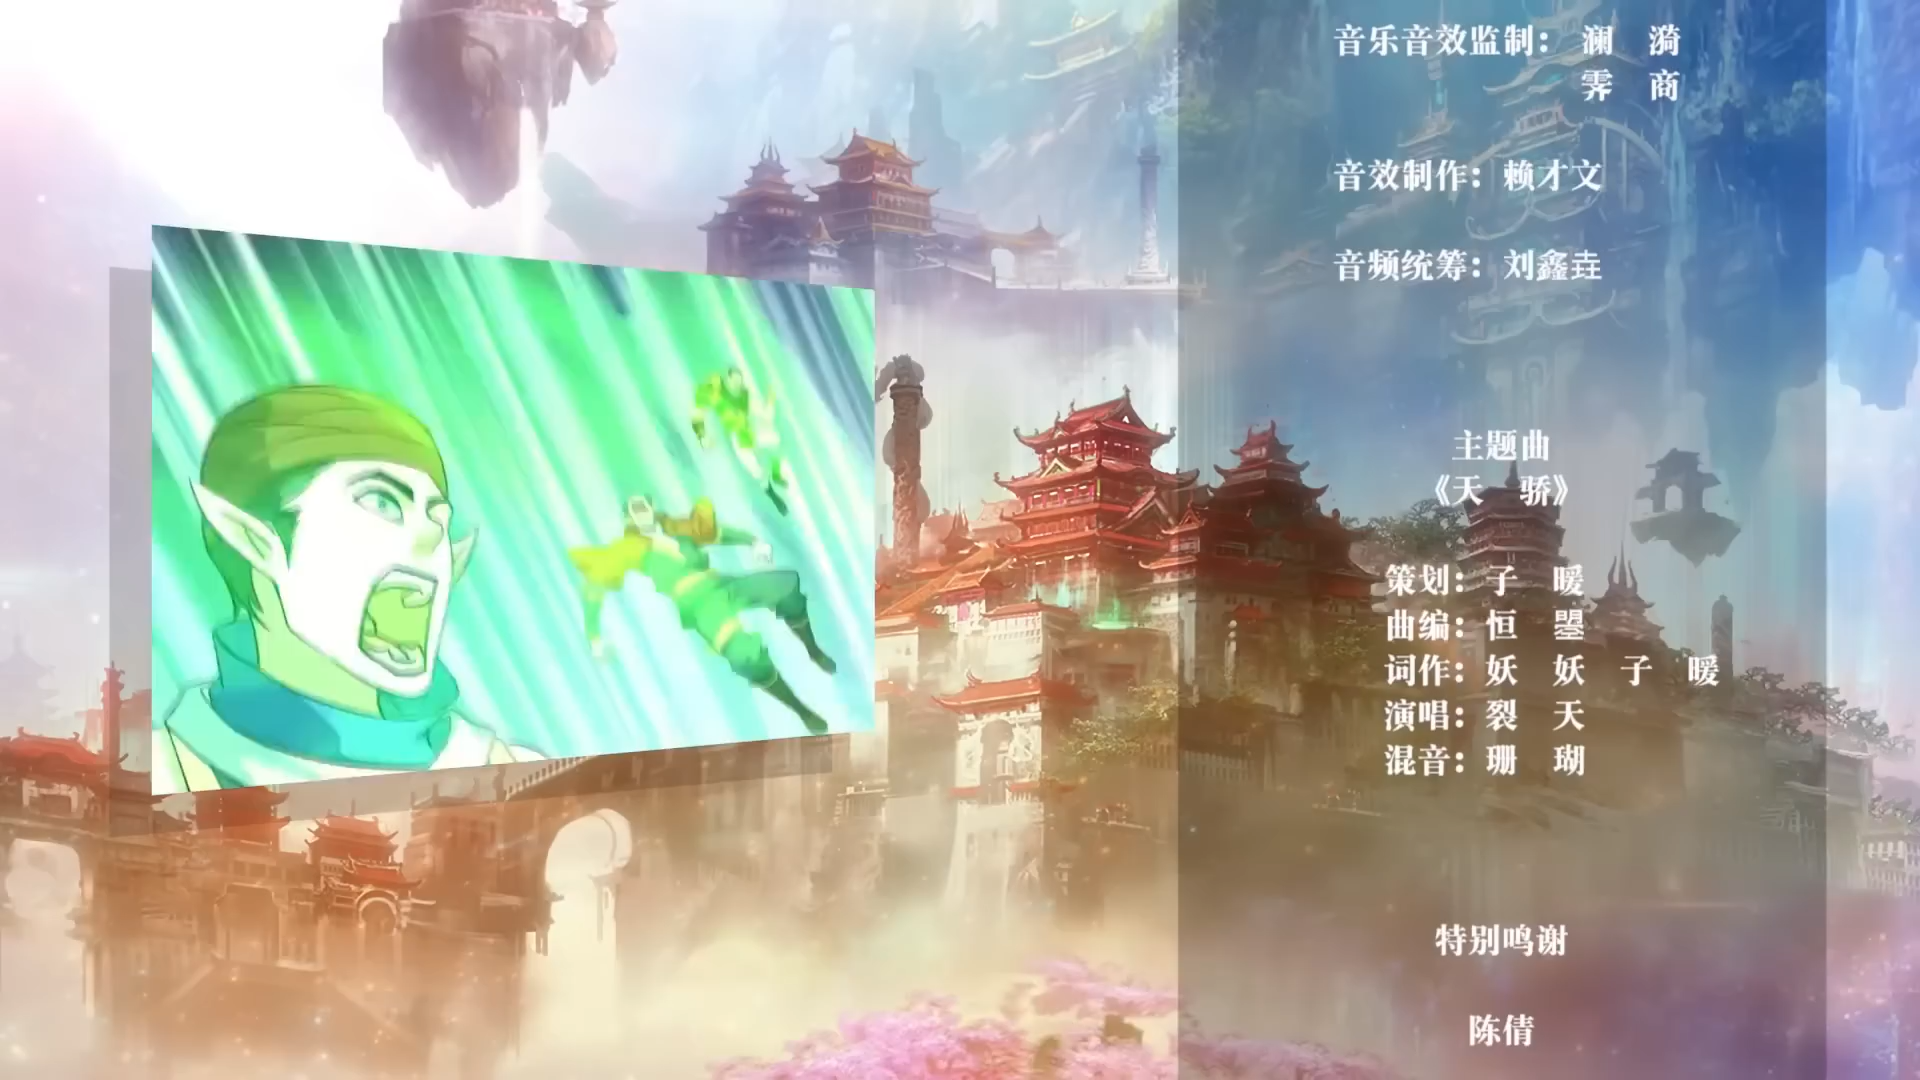 音乐音效监制： 澜 漪
霁 商
音效制作：赖才文
音频统筹：刘鑫垚
主题曲
《天 骄》
策划：子 暖
曲编：恒 曌
词作：妖 妖 子 暖
演唱：裂 天
混音：珊 瑚
特别鸣谢
陈倩